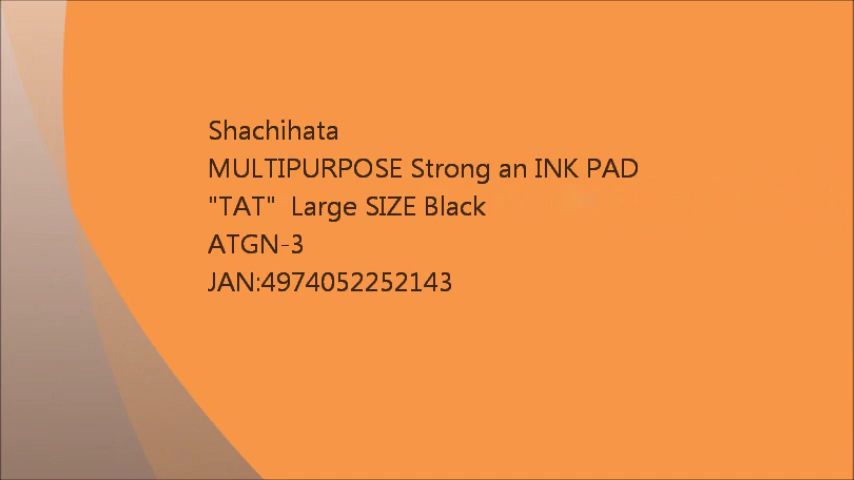 Shachihata
MULTIPURPOSE Strong an INK PAD
"TAT"  Large SIZE Black
ATGN-3
JAN:4974052252143